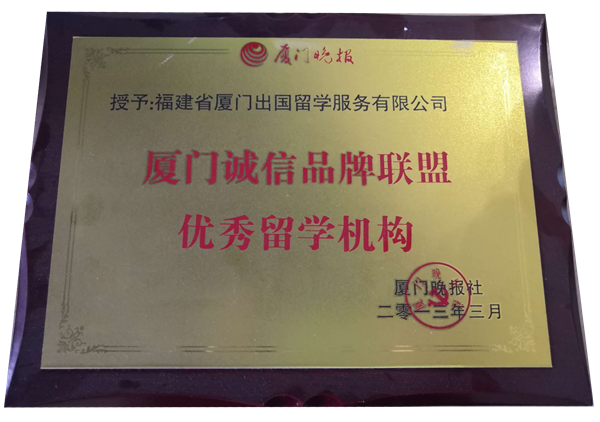 厦门晚报
授予:福建省厦门出国留学服务有限公司
厦门诚信品牌联盟
优秀留学机构
厦门晚报社
二零一三年三月